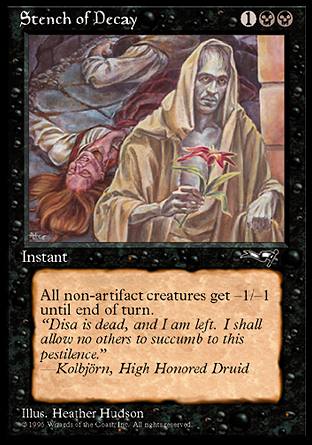 Stench of Decay 1
Instant
All non-artifact creatures get –1/–1
until end of turn.
“Disa is dead, and I am left. I shall
allow no others to succumb to this
pestilence.”
—Kolbjörn, High Honored Druid
Illus. Heather Hudson
©1996 Wizards of the Coast, Inc. All rights reserved.